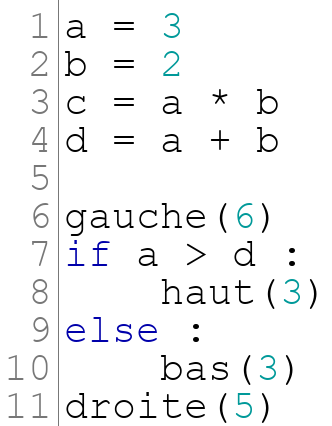 1 a = 3
2 b = 2
3 c = a * b
4 d = a + b
5
6 gauche(6)
7 if a > d :
8     haut(3)
9 else :
10     bas(3)
11 droite(5)